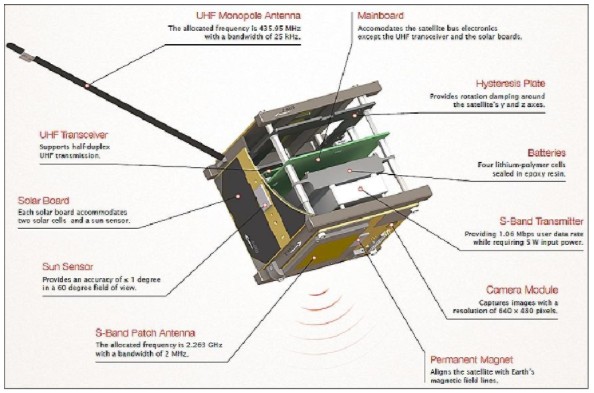 UHF Monopole Antenna
The allocated frequency is 435.95 MHz
with a bandwidth of 25 kHz.
Mainboard
Accomodates the satellite bus electronics
except the UHF transceiver and the solar boards.
Hysteresis Plate
Provides rotation damping around
the satellite's y and z axes.
UHF Transceiver
Supports half-duplex
UHF transmission.
Batteries
Four lithium-polymer cells
sealed in epoxy resin.
Solar Board
Each solar board accommodates
two solar cells and a sun sensor.
S-Band Transmitter
Providing 1.06 Mbps user data rate
while requiring 5 W input power.
Sun Sensor
Provides an accuracy of ≤ 1 degree
in a 60 degree field of view.
Camera Module
Captures images with a
resolution of 640 x 480 pixels.
S-Band Patch Antenna
The allocated frequency is 2.263 GHz
with a bandwidth of 2 MHz.
Permanent Magnet
Aligns the satellite with Earth's
magnetic field lines.